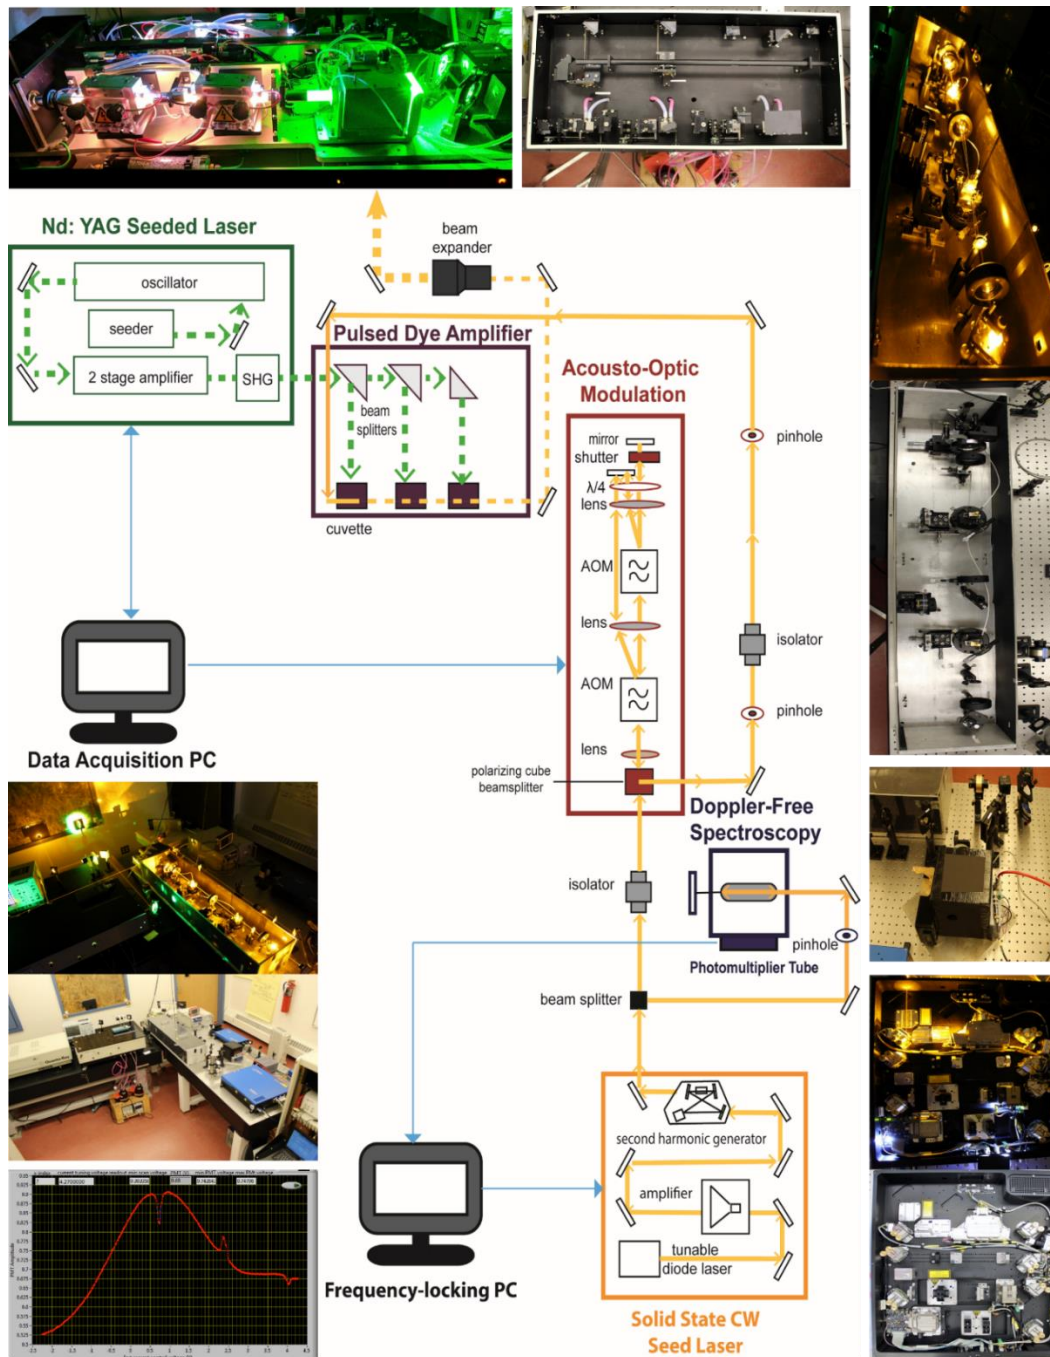 Nd: YAG Seeded Laser
oscillator
seeder
2 stage amplifier
SHG
beam
expander
Pulsed Dye Amplifier
beam
splitters
cuvette
Acousto-Optic
Modulation
mirror
shutter
λ/4
lens
AOM
lens
AOM
lens
polarizing cube
beamsplitter
pinhole
isolator
pinhole
Data Acquisition PC
Doppler-Free
Spectroscopy
isolator
pinhole
Photomultiplier Tube
beam splitter
second harmonic generator
amplifier
tunable
diode laser
Frequency-locking PC
Solid State CW
Seed Laser